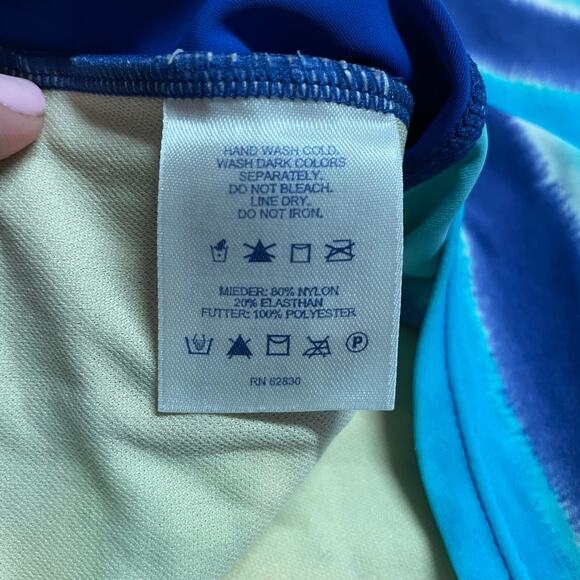 HAND WASH COLD.
WASH DARK COLORS
SEPARATELY.
DO NOT BLEACH.
LINE DRY.
DO NOT IRON.
MIEDER: 80% NYLON
20% ELASTHAN
FUTTER: 100% POLYESTER
P
RN 62830